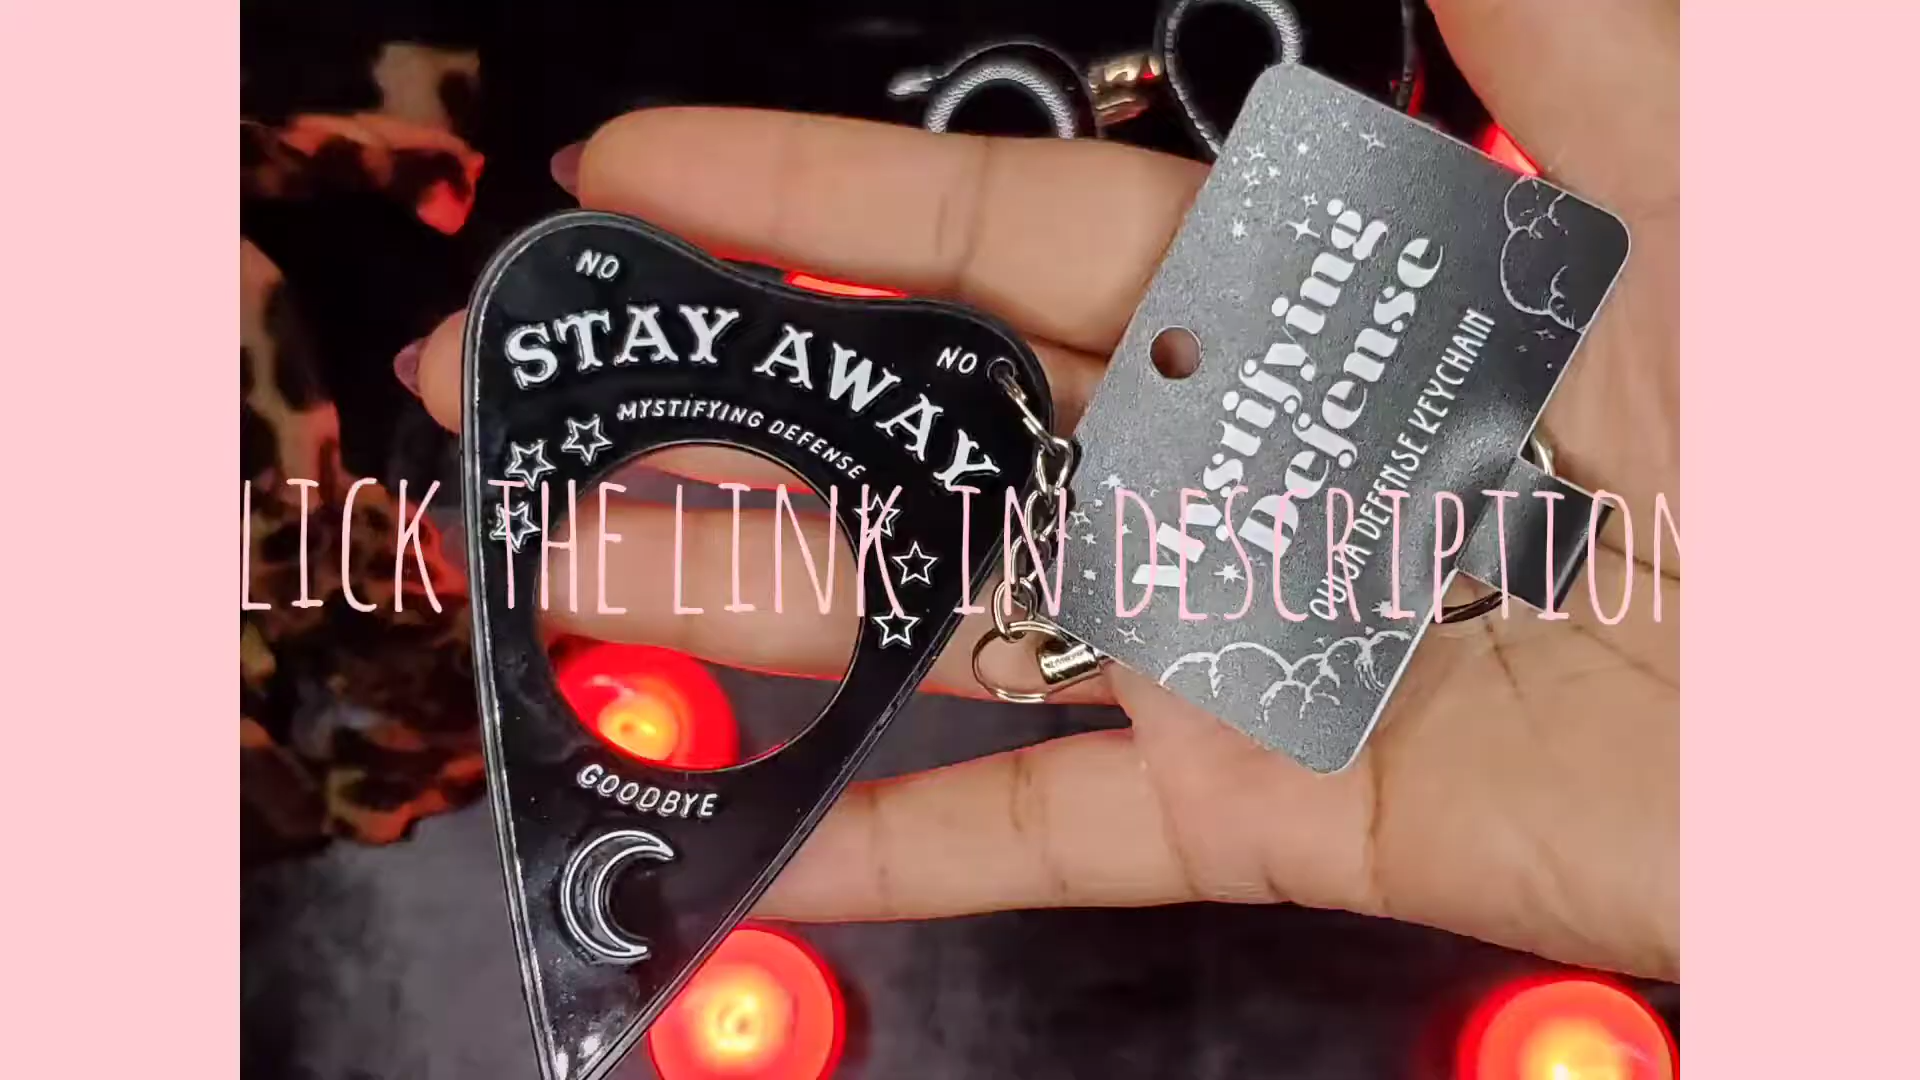 NO
STAY AWAY
NO
MYSTIFYING DEFENSE
GOODBYE
Mystifying
Defense
OUIJA DEFENSE KEYCHAIN
LICK THE LINK IN DESCRIPTION